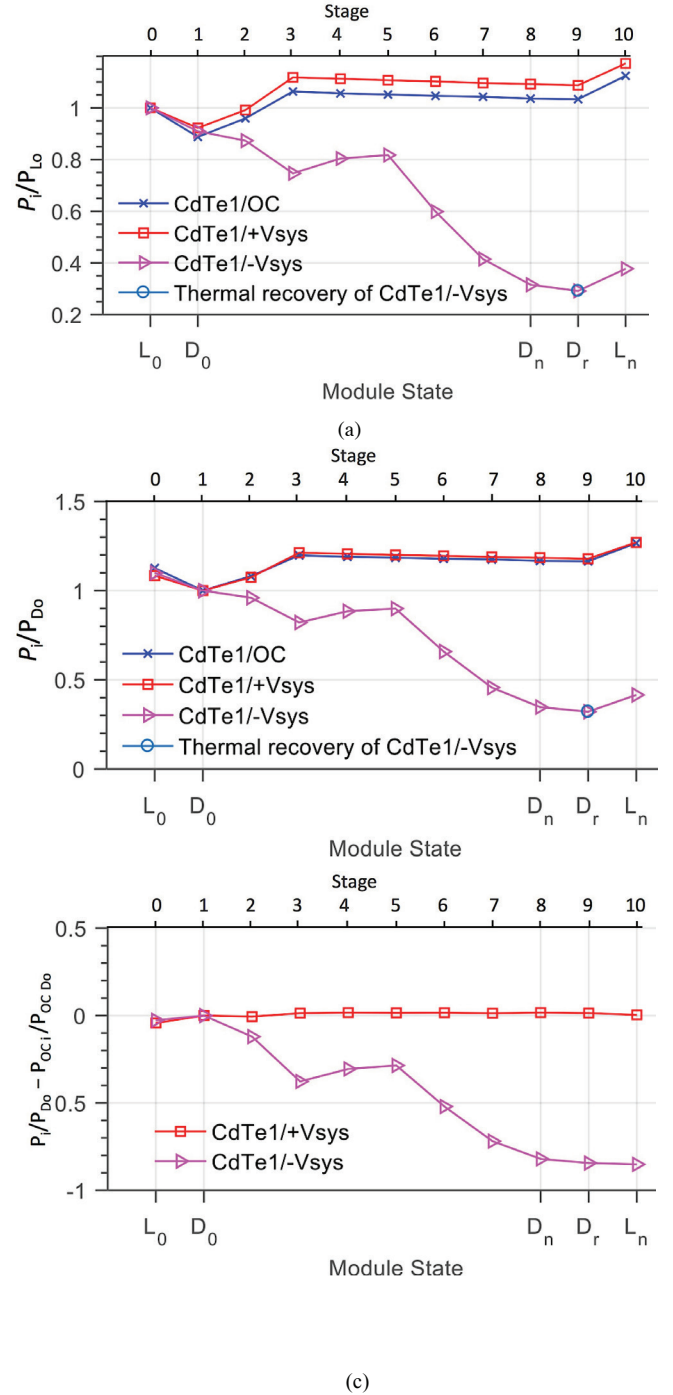 Stage
0 1 2 3 4 5 6 7 8 9 10
P_i/P_Lo
1
0.8
0.6
0.4
0.2
CdTe1/OC
CdTe1/+Vsys
CdTe1/-Vsys
Thermal recovery of CdTe1/-Vsys
L_0 D_0 D_n D_r L_n
Module State
(a)
Stage
0 1 2 3 4 5 6 7 8 9 10
P_i/P_Do
1.5
1
0.5
0
CdTe1/OC
CdTe1/+Vsys
CdTe1/-Vsys
Thermal recovery of CdTe1/-Vsys
L_0 D_0 D_n D_r L_n
Module State
Stage
0 1 2 3 4 5 6 7 8 9 10
P_i/P_Do – P_OC i/P_OC Do
0.5
0
-0.5
-1
CdTe1/+Vsys
CdTe1/-Vsys
L_0 D_0 D_n D_r L_n
Module State
(c)